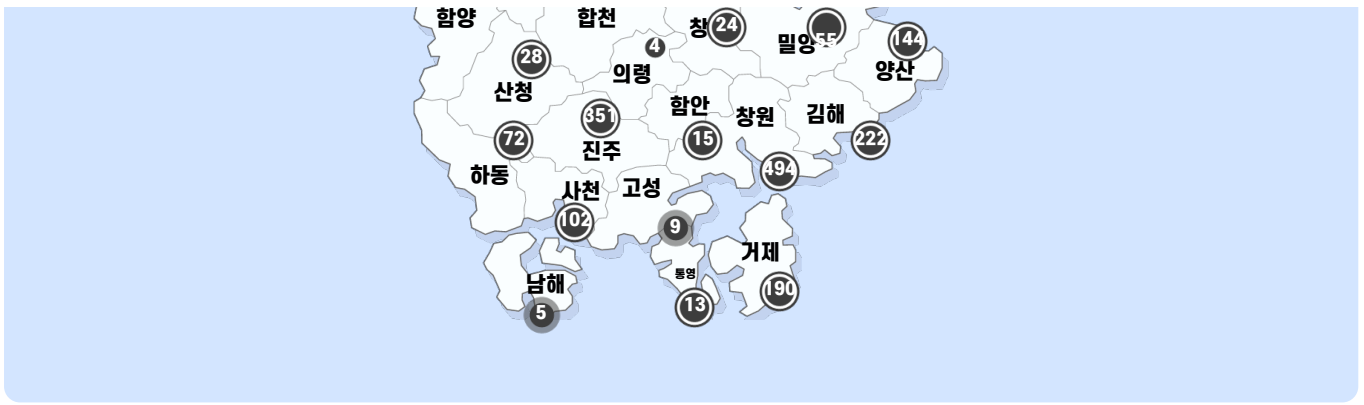 함양
합천
창
24
밀양
55
144
양산
28
산청
4
의령
함안
15
창원
김해
222
351
진주
72
하동
494
사천
102
고성
9
거제
190
통영
13
남해
5